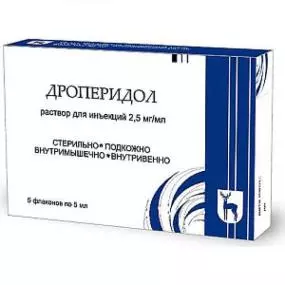 ДРОПЕРИДОЛ
раствор для инъекций 2,5 мг/мл
СТЕРИЛЬНО • ПОДКОЖНО
ВНУТРИМЫШЕЧНО • ВНУТРИВЕННО
5 флаконов по 5 мл